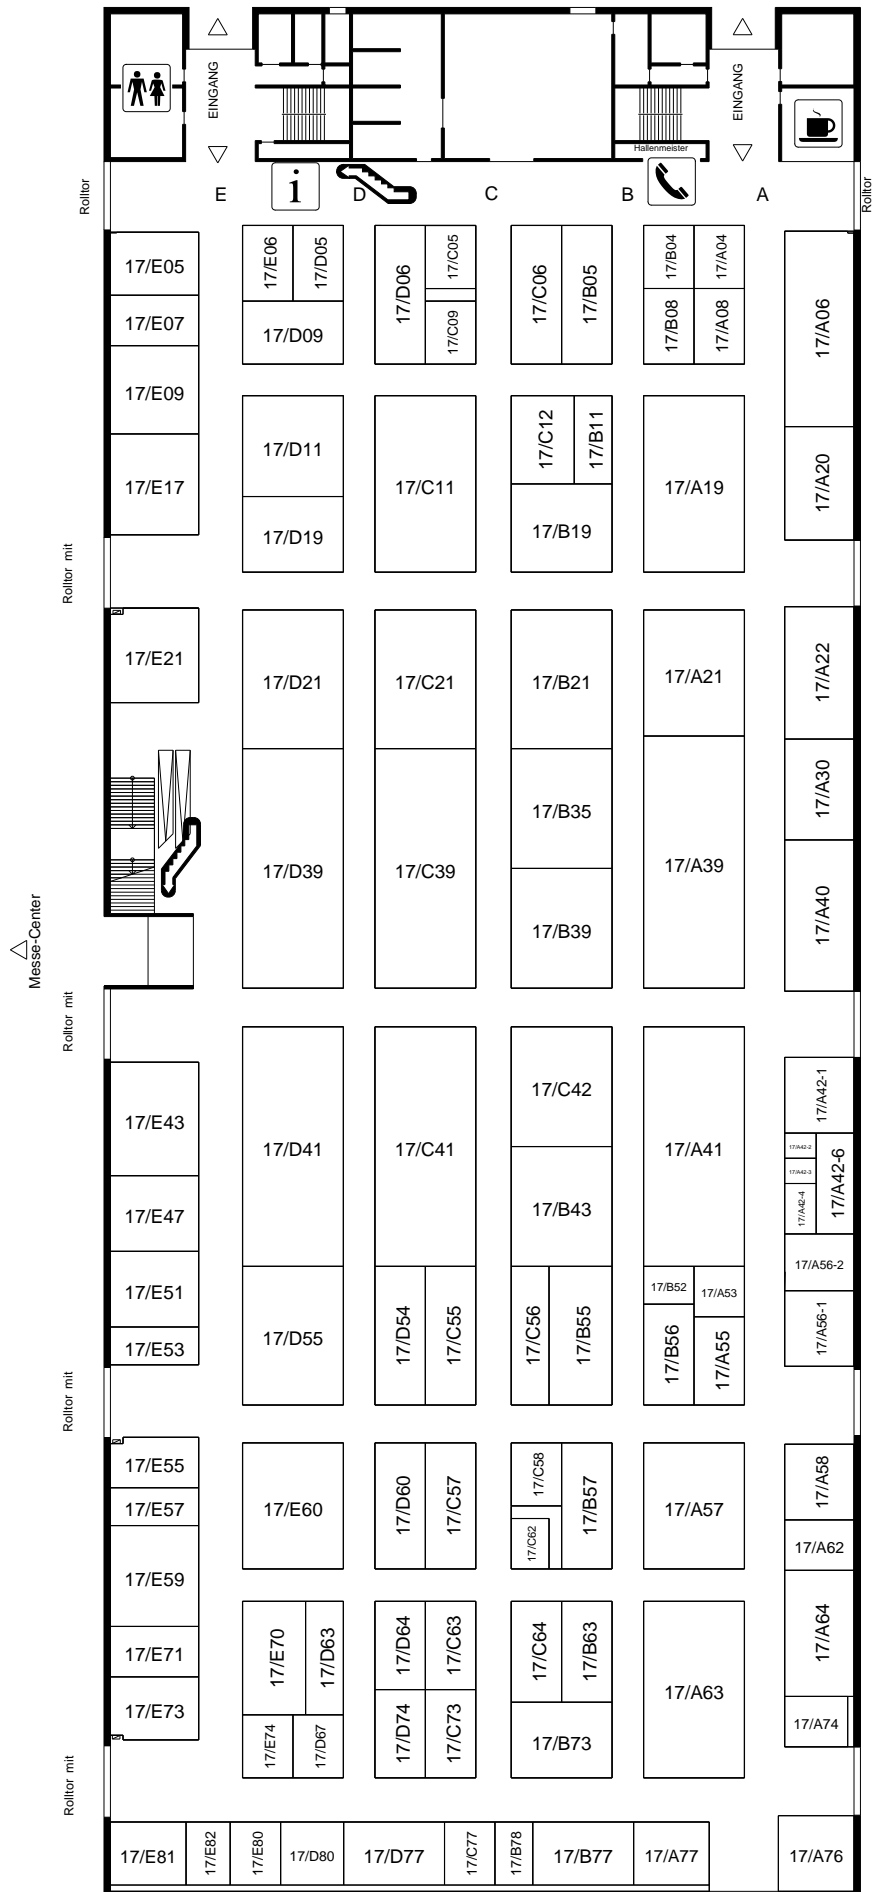 EINGANG
EINGANG
Hallenmeister
Rolltor
E
i
D
C
B
A
Rolltor
17/E05
17/E06
17/D05
17/D06
17/C05
17/C06
17/B05
17/B04
17/A04
17/A06
17/E07
17/D09
17/C09
17/B08
17/A08
17/E09
17/D11
17/C11
17/C12
17/B11
17/A19
17/A20
17/E17
17/D19
17/B19
Rolltor mit
17/E21
17/D21
17/C21
17/B21
17/A21
17/A22
17/D39
17/C39
17/B35
17/A39
17/A30
17/B39
17/A40
Messe-Center
Rolltor mit
17/E43
17/D41
17/C41
17/C42
17/A41
17/A42-1
17/A42-2
17/A42-3
17/A42-4
17/A42-6
17/E47
17/B43
17/A56-2
17/E51
17/D55
17/D54
17/C55
17/C56
17/B55
17/B52
17/A53
17/A56-1
17/E53
17/B56
17/A55
Rolltor mit
17/E55
17/E60
17/D60
17/C57
17/C58
17/B57
17/A57
17/A58
17/E57
17/C62
17/A62
17/E59
17/A64
17/E70
17/D63
17/D64
17/C63
17/C64
17/B63
17/A63
17/E71
17/E73
17/E74
17/D67
17/D74
17/C73
17/B73
17/A74
Rolltor mit
17/E81
17/E82
17/E80
17/D80
17/D77
17/C77
17/B78
17/B77
17/A77
17/A76